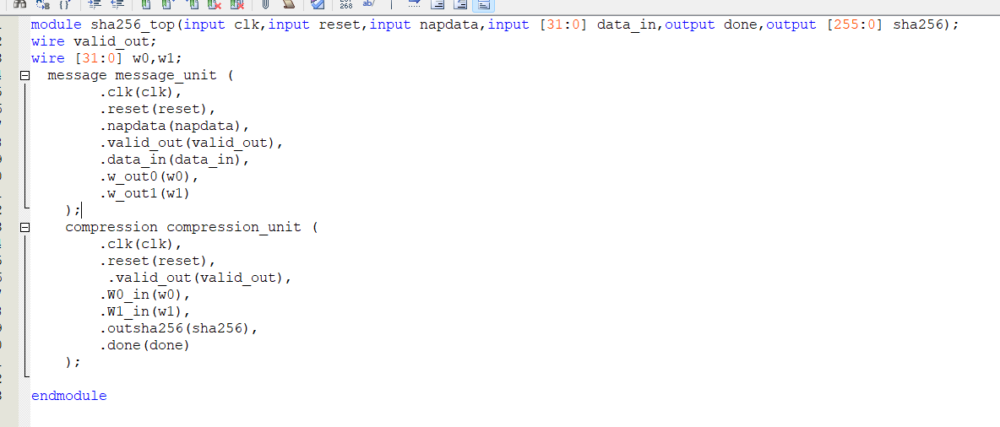 268
ab/
module sha256_top(input clk,input reset,input napdata,input [31:0] data_in,output done,output [255:0] sha256);
wire valid_out;
wire [31:0] w0,w1;
message message_unit (
.clk(clk),
.reset(reset),
.napdata(napdata),
.valid_out(valid_out),
.data_in(data_in),
.w_out0(w0),
.w_out1(w1)
);
compression compression_unit (
.clk(clk),
.reset(reset),
.valid_out(valid_out),
.W0_in(w0),
.W1_in(w1),
.outsha256(sha256),
.done(done)
);
endmodule